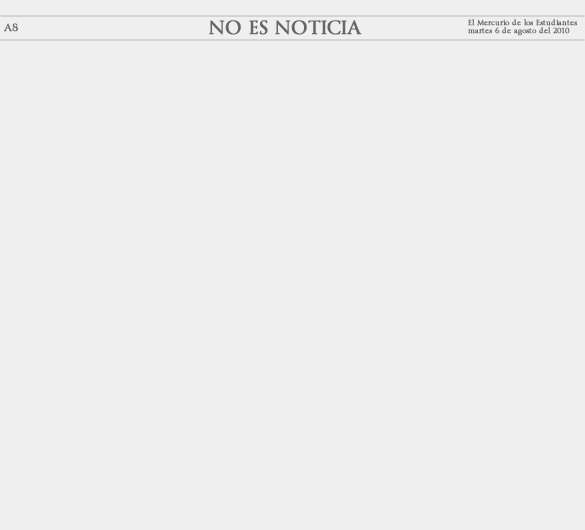 A8
NO ES NOTICIA
El Mercurio de los Estudiantes
martes 6 de agosto del 2010